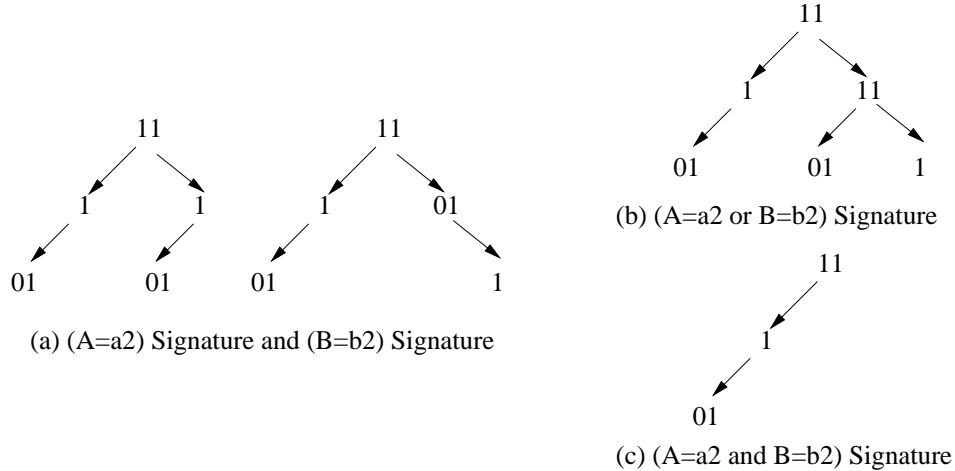 11 11
1 1 1 01
01 01 01 1
(a) (A=a2) Signature and (B=b2) Signature
11
1 11
01 01 1
(b) (A=a2 or B=b2) Signature
11
1
01
(c) (A=a2 and B=b2) Signature